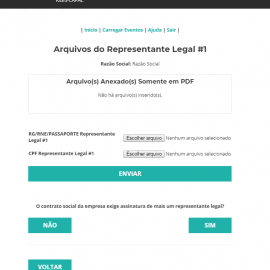 | Início | Carregar Eventos | Ajuda | Sair |
Arquivos do Representante Legal #1
Razão Social: Razão Social
Arquivo(s) Anexado(s) Somente em PDF
Não há arquivo(s) inserido(s).
RG/RNE/PASSAPORTE Representante Legal #1
Escolher arquivo Nenhum arquivo selecionado
CPF Representante Legal #1
Escolher arquivo Nenhum arquivo selecionado
ENVIAR
O contrato social da empresa exige assinatura de mais um representante legal?
NÃO SIM
VOLTAR